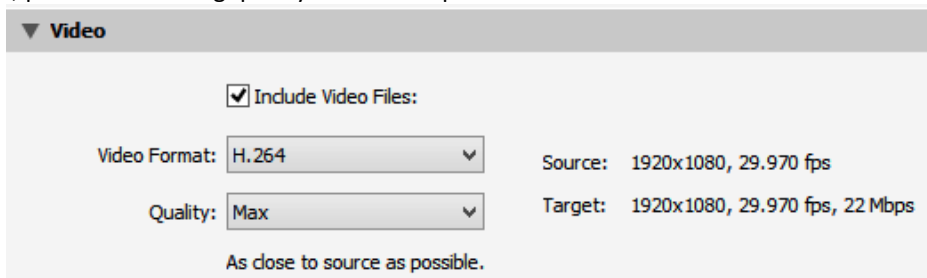 Video
Include Video Files:
Video Format: H.264
Source: 1920x1080, 29.970 fps
Quality: Max
Target: 1920x1080, 29.970 fps, 22 Mbps
As close to source as possible.